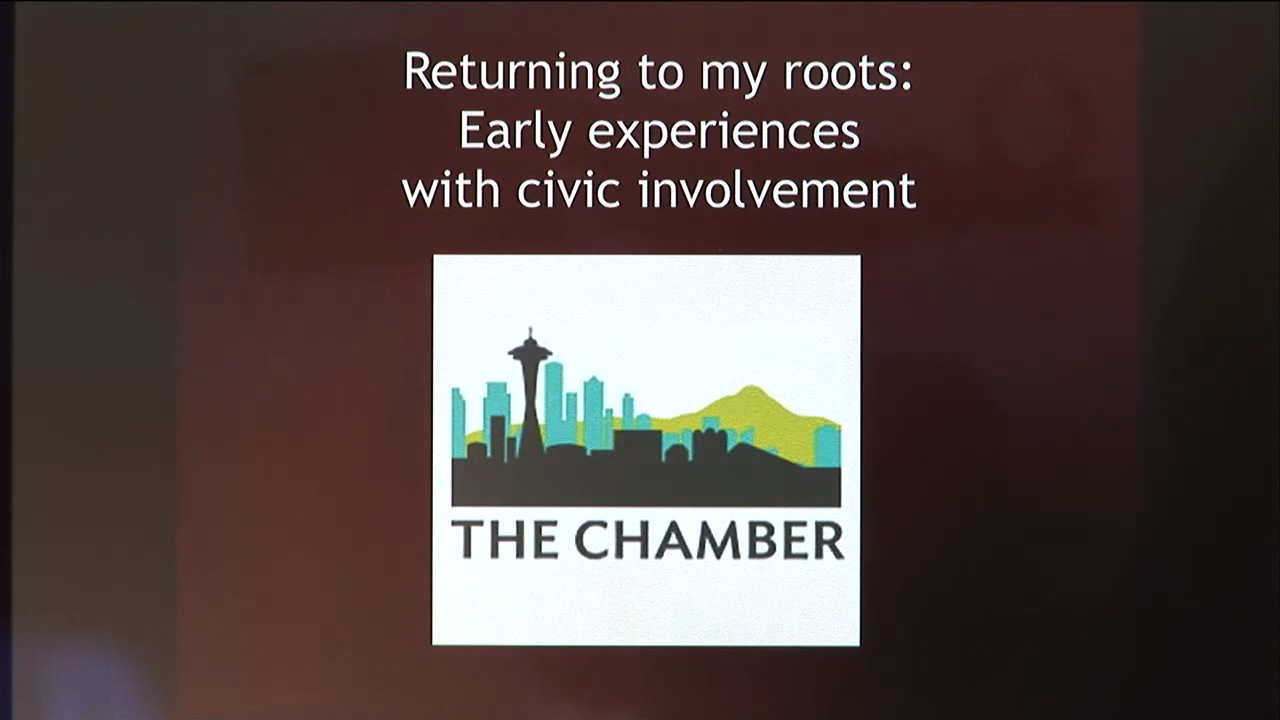 Returning to my roots:
Early experiences
with civic involvement
THE CHAMBER